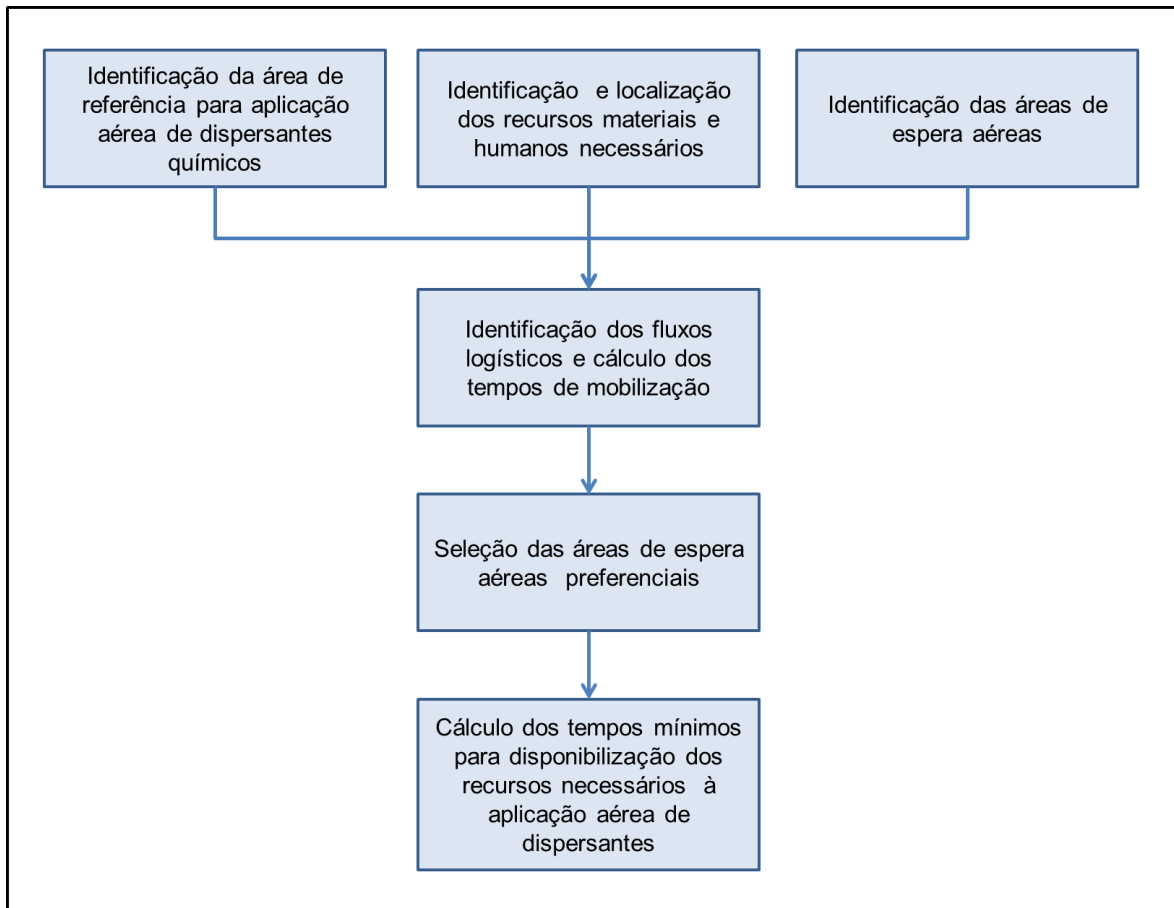 Identificação da área de
referência para aplicação
aérea de dispersantes
químicos
Identificação e localização
dos recursos materiais e
humanos necessários
Identificação das áreas de
espera aéreas
Identificação dos fluxos
logísticos e cálculo dos
tempos de mobilização
Seleção das áreas de espera
aéreas preferenciais
Cálculo dos tempos mínimos
para disponibilização dos
recursos necessários à
aplicação aérea de
dispersantes